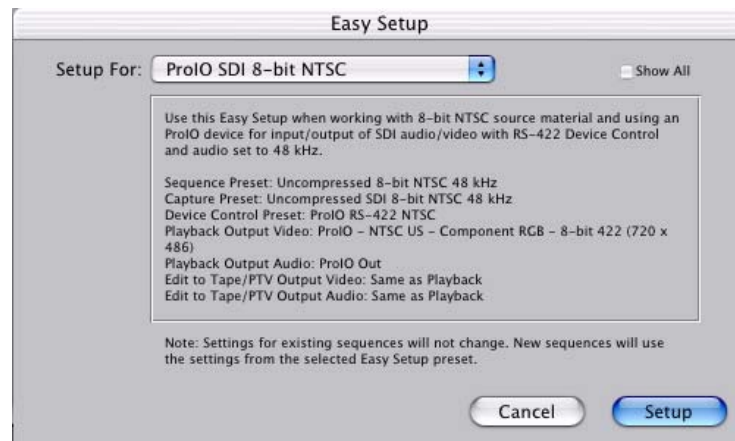 Easy Setup
Setup For: ProIO SDI 8-bit NTSC
Show All
Use this Easy Setup when working with 8-bit NTSC source material and using an
ProIO device for input/output of SDI audio/video with RS-422 Device Control
and audio set to 48 kHz.
Sequence Preset: Uncompressed 8-bit NTSC 48 kHz
Capture Preset: Uncompressed SDI 8-bit NTSC 48 kHz
Device Control Preset: ProIO RS-422 NTSC
Playback Output Video: ProIO - NTSC US - Component RGB - 8-bit 422 (720 x
486)
Playback Output Audio: ProIO Out
Edit to Tape/PTV Output Video: Same as Playback
Edit to Tape/PTV Output Audio: Same as Playback
Note: Settings for existing sequences will not change. New sequences will use
the settings from the selected Easy Setup preset.
Cancel
Setup